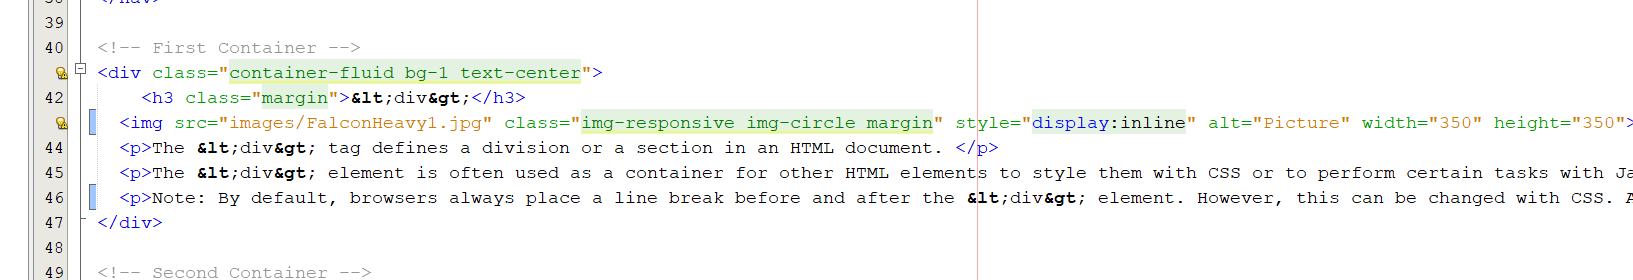 39
40 <!-- First Container -->
<div class="container-fluid bg-1 text-center">
42 <h3 class="margin">&lt;div&gt;</h3>
<img src="images/FalconHeavy1.jpg" class="img-responsive img-circle margin" style="display:inline" alt="Picture" width="350" height="350">
44 <p>The &lt;div&gt; tag defines a division or a section in an HTML document. </p>
45 <p>The &lt;div&gt; element is often used as a container for other HTML elements to style them with CSS or to perform certain tasks with
46 <p>Note: By default, browsers always place a line break before and after the &lt;div&gt; element. However, this can be changed with CSS.
47 </div>
48
49 <!-- Second Container -->